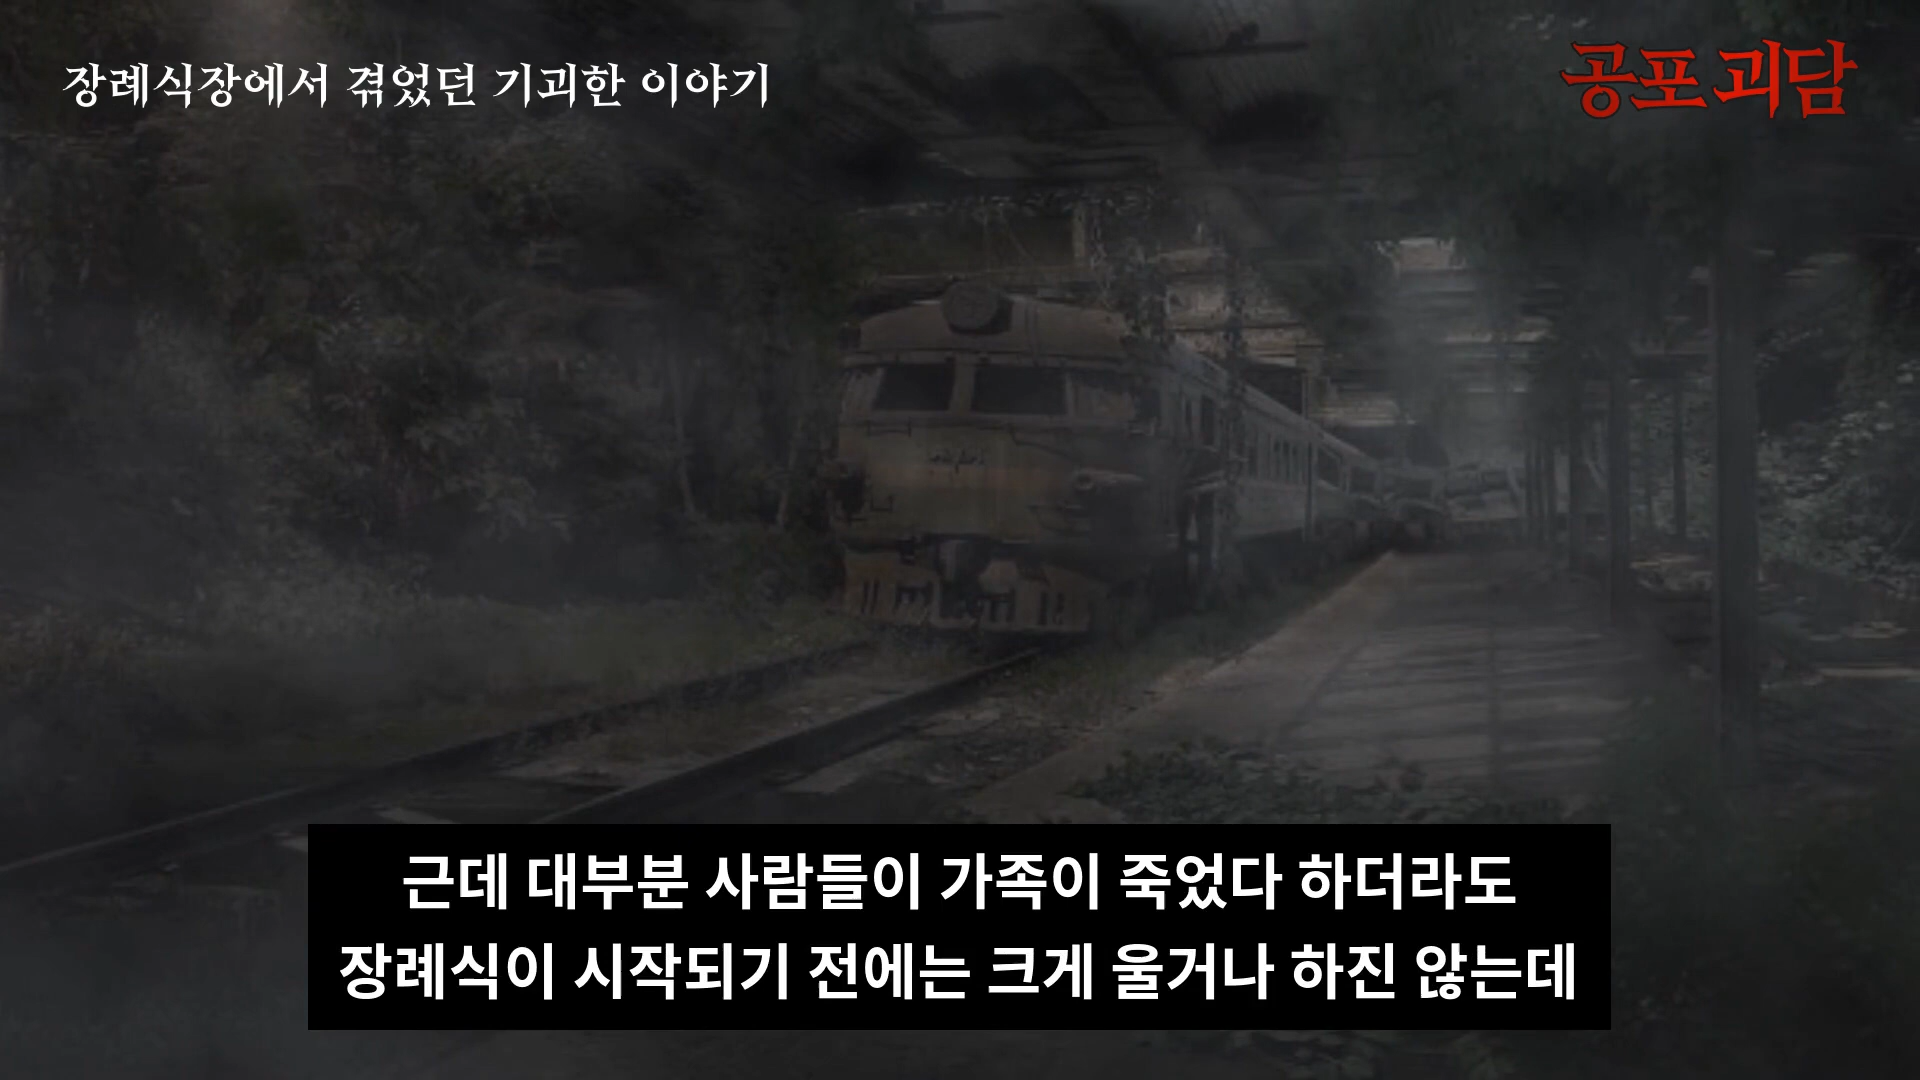 장례식장에서 겪었던 기괴한 이야기
공포 괴담
근데 대부분 사람들이 가족이 죽었다 하더라도
장례식이 시작되기 전에는 크게 울거나 하진 않는데